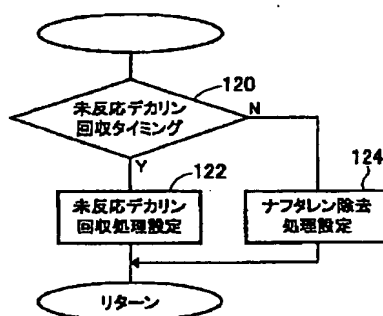 120
未反応デカリン
回収タイミング
N
Y
122
124
未反応デカリン
回収処理設定
ナフタレン除去
処理設定
リターン